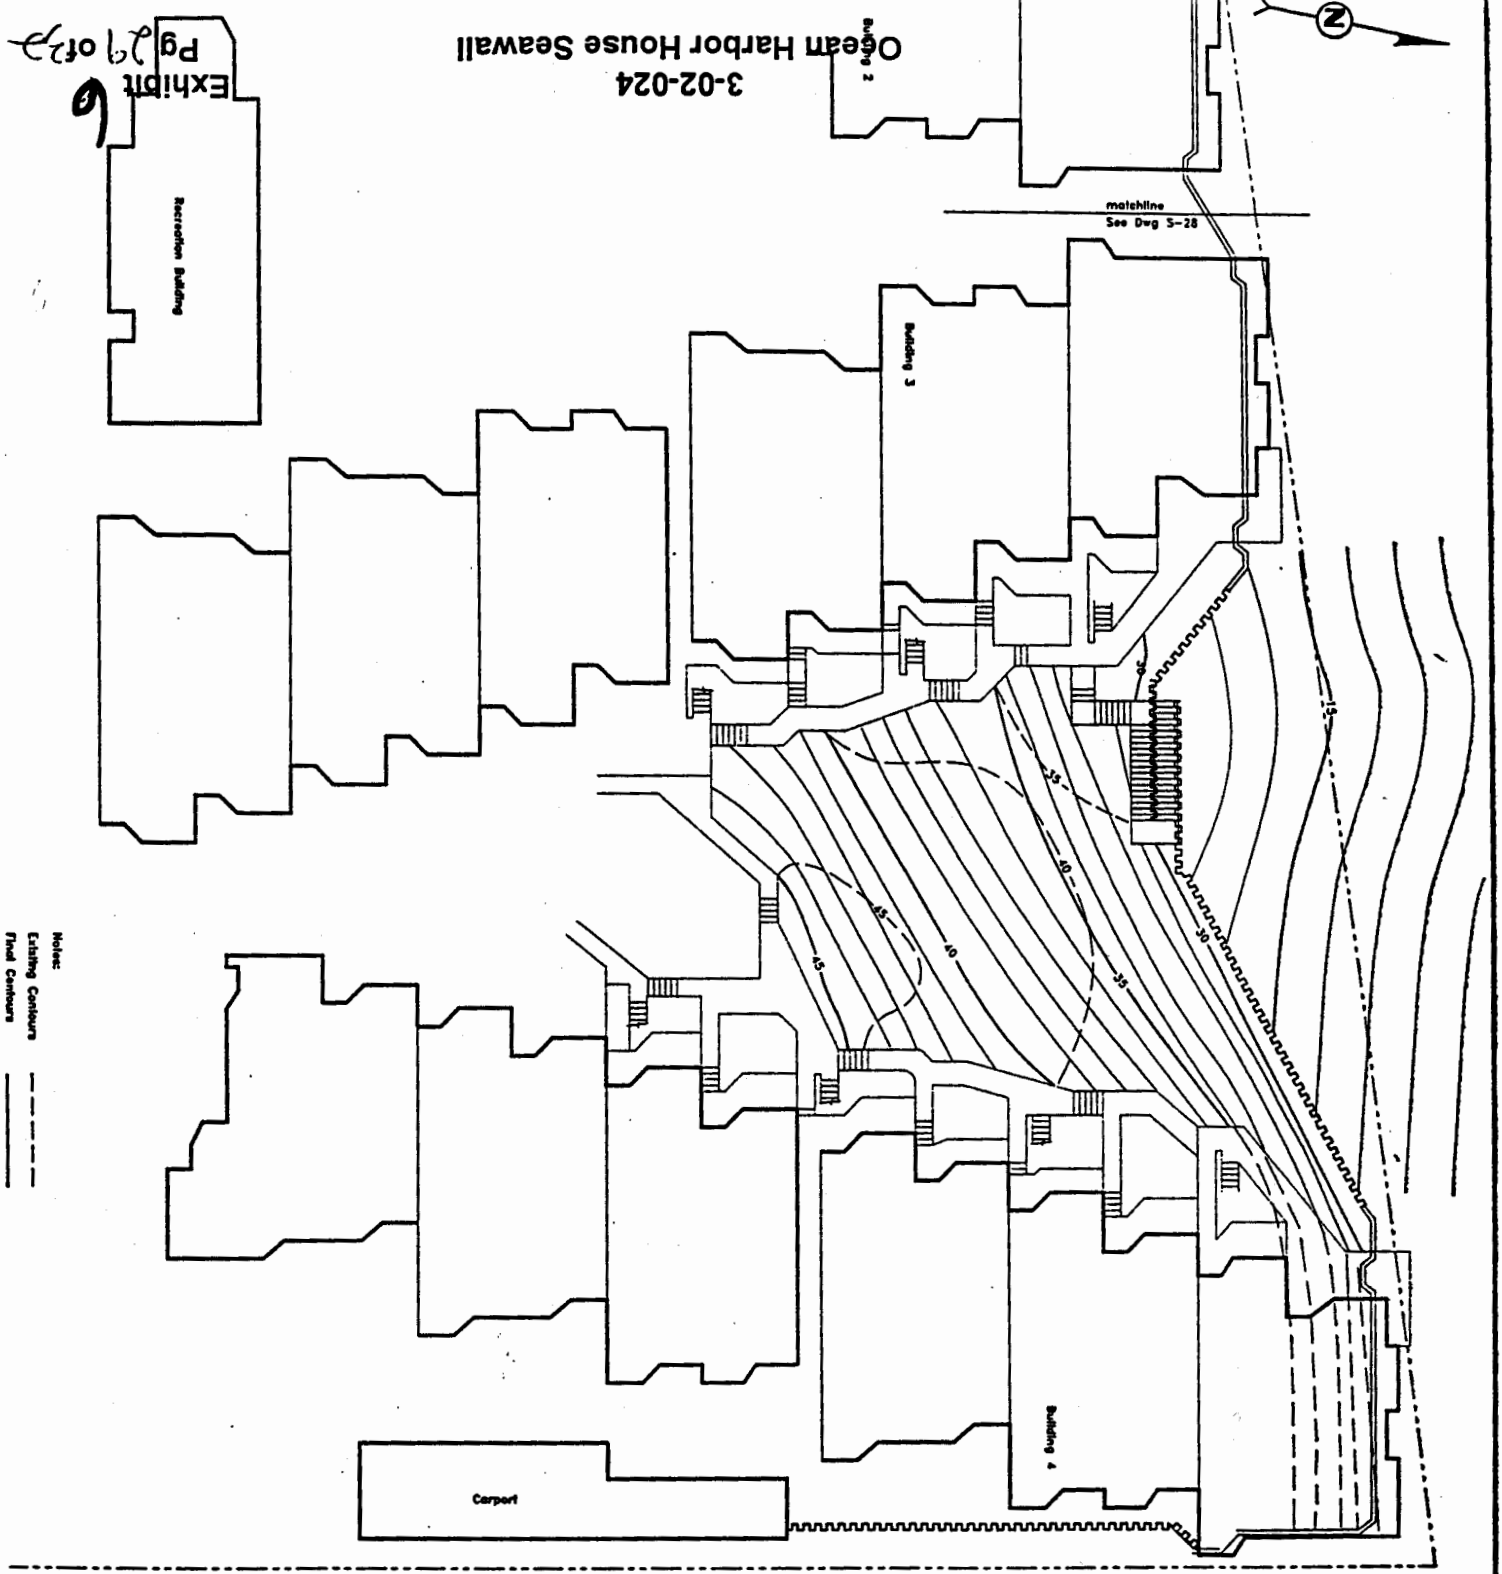 Exhibit 6
Pg 29 of 32
3-02-024
Ocean Harbor House Seawall
Building 2
N
matchline
See Dwg S-28
Recreation Building
Building 3
30
15
35
40
45
45
40
35
30
Building 4
Carport
Notes:
Existing Contours
Final Contours